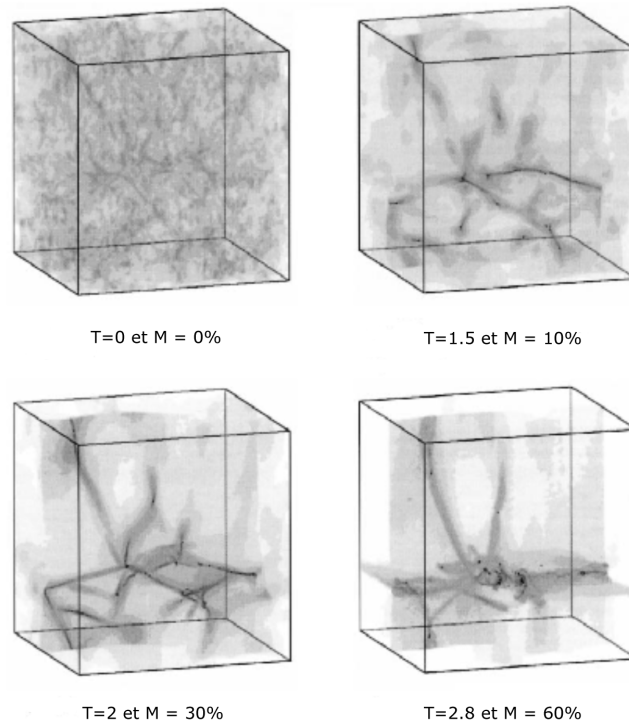 T=0 et M = 0%
T=1.5 et M = 10%
T=2 et M = 30%
T=2.8 et M = 60%